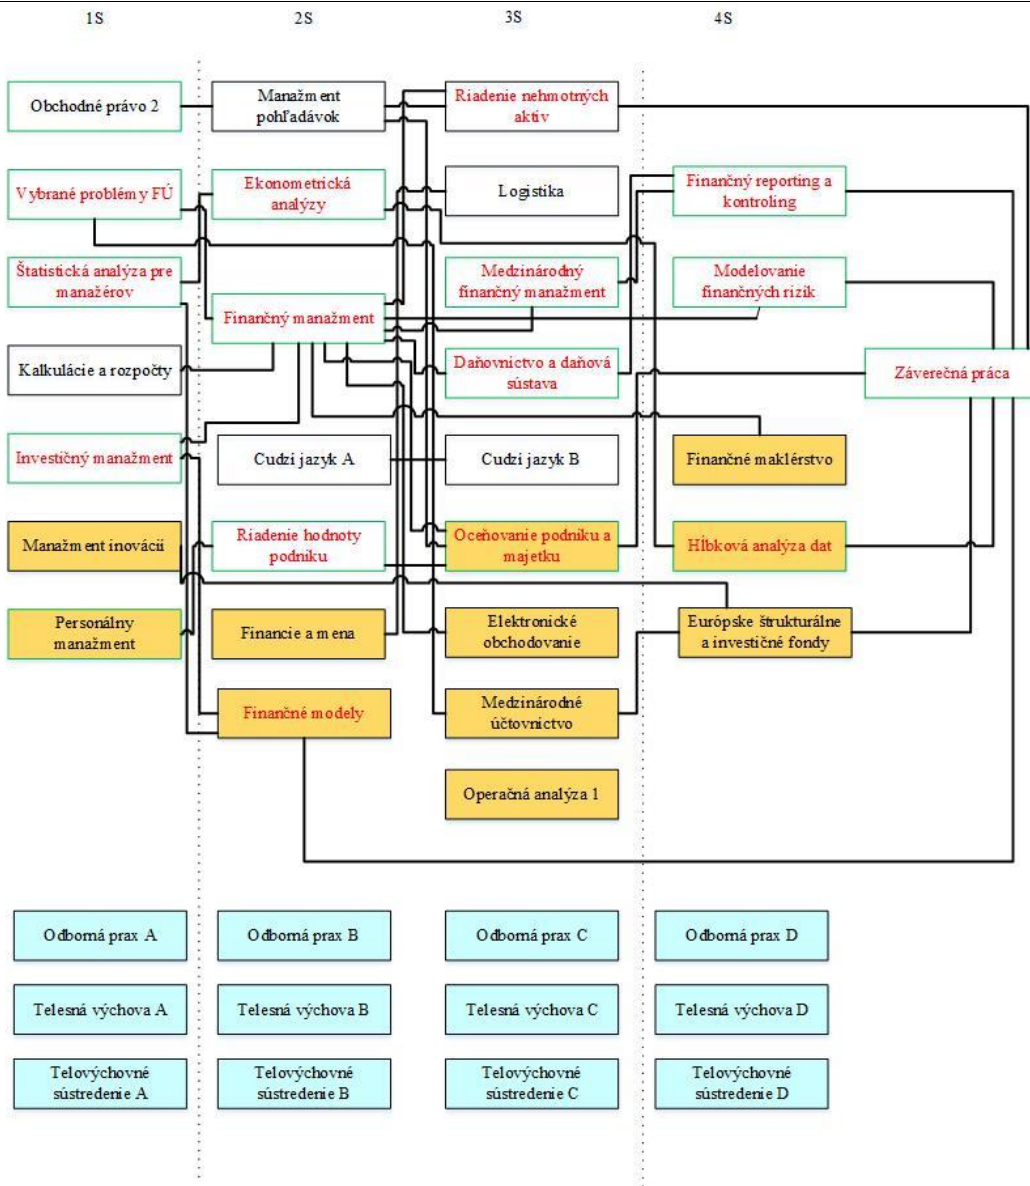 1S
2S
3S
4S
Obchodné právo 2
Manažment
pohľadávok
Riadenie nehmotných
aktív
Vybrané problémy FÚ
Ekonometrická
analýzy
Logistika
Finančný reporting a
kontroling
Štatistická analýza pre
manažérov
Finančný manažment
Medzinárodný
finančný manažment
Modelovanie
finančných rizik
Kalkulácie a rozpočty
Daňovnictvo a daňová
sústava
Záverečná práca
Investičný manažment
Cudzí jazyk A
Cudzí jazyk B
Finančné maklérstvo
Manažment inovácií
Riadenie hodnoty
podniku
Oceňovanie podniku a
majetku
Hĺbková analýza dat
Personálny
manažment
Financie a mena
Elektronické
obchodovanie
Európske štrukturálne
a investičné fondy
Finančné modely
Medzinárodné
účtovníctvo
Operačná analýza 1
Odborná prax A
Odborná prax B
Odborná prax C
Odborná prax D
Telesná výchova A
Telesná výchova B
Telesná výchova C
Telesná výchova D
Telovýchovné
sústredenie A
Telovýchovné
sústredenie B
Telovýchovné
sústredenie C
Telovýchovné
sústredenie D